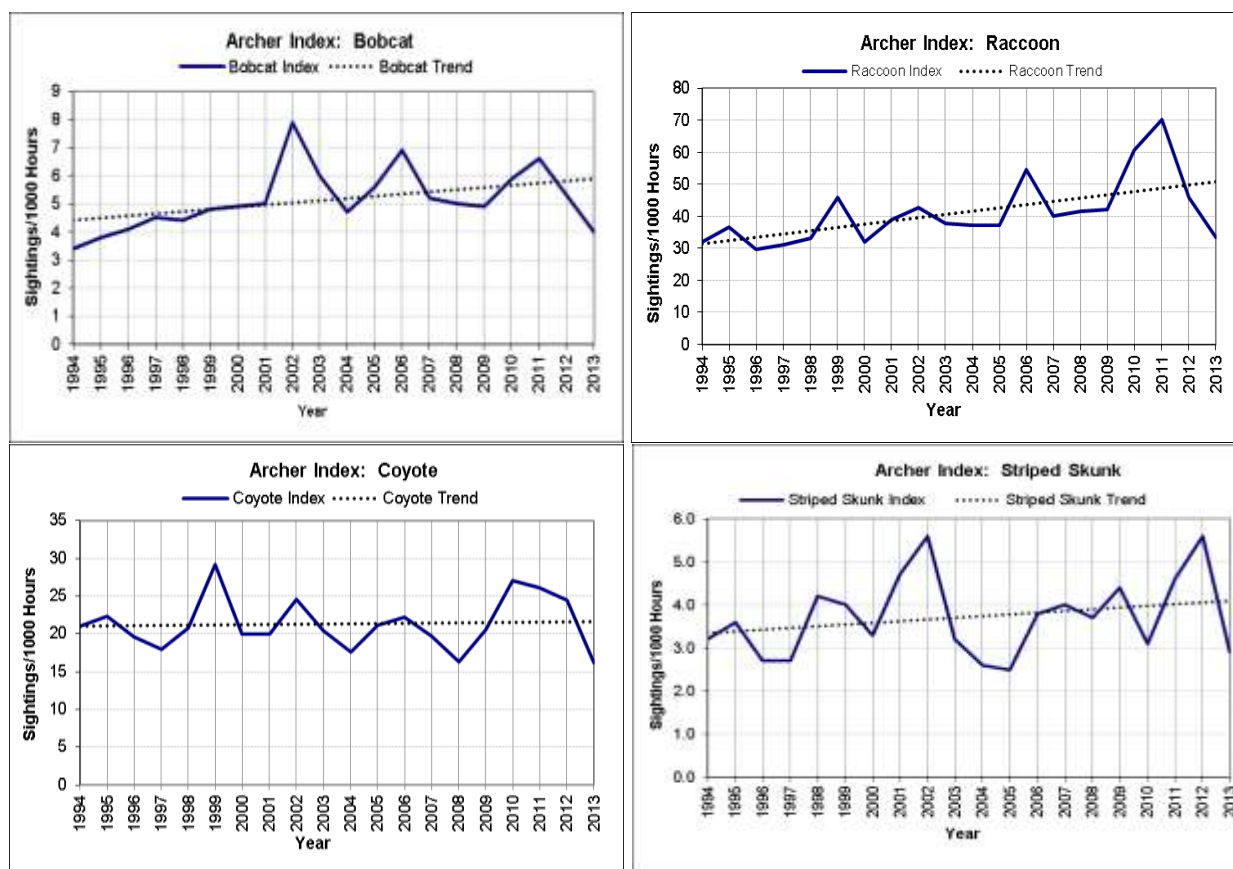 Archer Index: Bobcat
Bobcat Index Bobcat Trend
Sightings/1000 Hours
9
8
7
6
5
4
3
2
1
0
1994 1995 1996 1997 1998 1999 2000 2001 2002 2003 2004 2005 2006 2007 2008 2009 2010 2011 2012 2013
Year
Archer Index: Raccoon
Raccoon Index Raccoon Trend
Sightings/1000 Hours
80
70
60
50
40
30
20
10
0
1994 1995 1996 1997 1998 1999 2000 2001 2002 2003 2004 2005 2006 2007 2008 2009 2010 2011 2012 2013
Year
Archer Index: Coyote
Coyote Index Coyote Trend
Sightings/1000 Hours
35
30
25
20
15
10
5
0
1994 1995 1996 1997 1998 1999 2000 2001 2002 2003 2004 2005 2006 2007 2008 2009 2010 2011 2012 2013
Year
Archer Index: Striped Skunk
Striped Skunk Index Striped Skunk Trend
Sightings/1000 Hours
6.0
5.0
4.0
3.0
2.0
1.0
0.0
1994 1995 1996 1997 1998 1999 2000 2001 2002 2003 2004 2005 2006 2007 2008 2009 2010 2011 2012 2013
Year